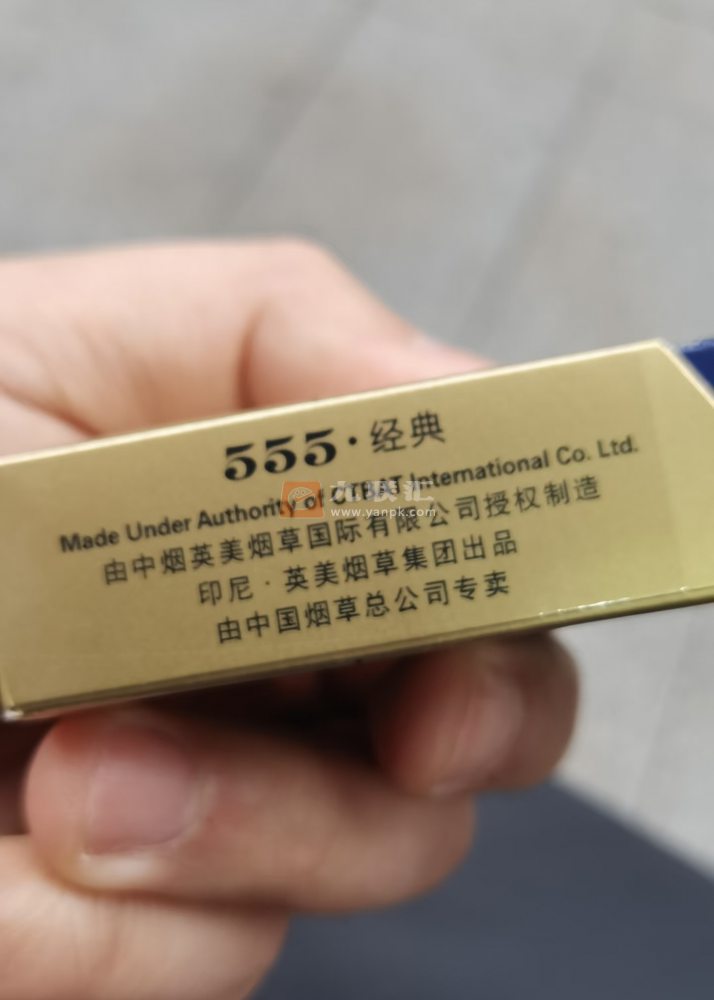 555·经典
Made Under Authority of CTBAT International Co. Ltd.
由中烟英美烟草国际有限公司授权制造
印尼·英美烟草集团出品
由中国烟草总公司专卖
www.yanpk.com